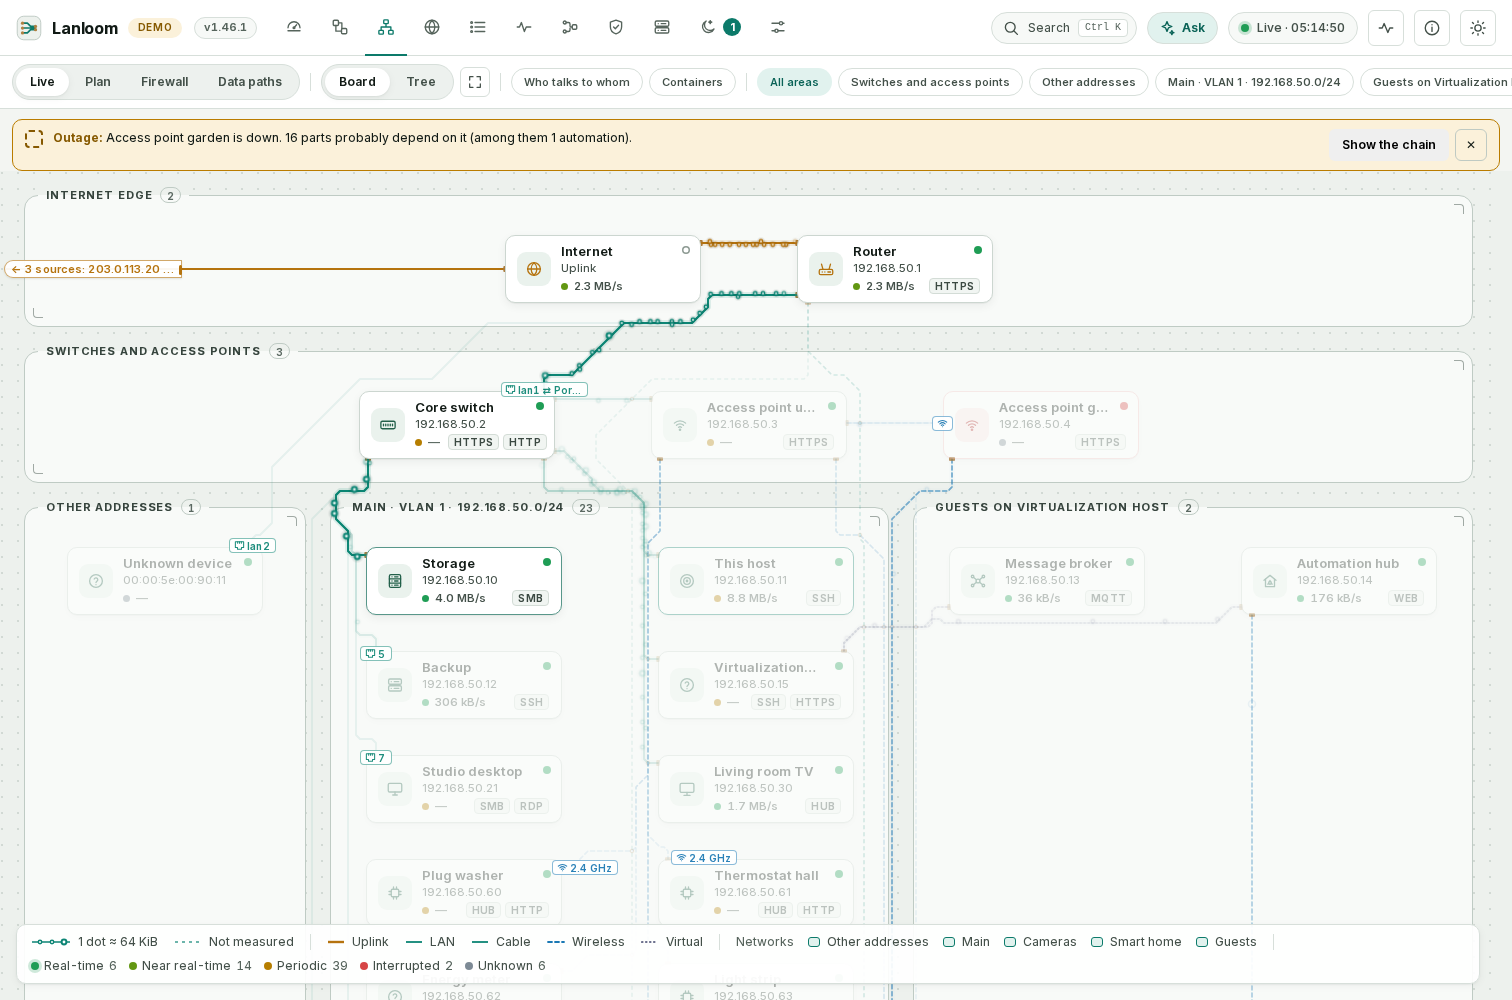 Lanloom DEMO v1.46.1 1 Search Ctrl K Ask Live · 05:14:50
Live Plan Firewall Data paths Board Tree Who talks to whom Containers All areas Switches and access points Other addresses Main · VLAN 1 · 192.168.50.0/24 Guests on Virtualization
Outage: Access point garden is down. 16 parts probably depend on it (among them 1 automation). Show the chain ×
INTERNET EDGE 2
Internet
Uplink
2.3 MB/s
Router
192.168.50.1
2.3 MB/s HTTPS
← 3 sources: 203.0.113.20 ...
SWITCHES AND ACCESS POINTS 3
lan1 ⇄ Por...
Core switch
192.168.50.2
— HTTPS HTTP
Access point u...
192.168.50.3
— HTTPS
Access point g...
192.168.50.4
— HTTPS
OTHER ADDRESSES 1
lan2
Unknown device
00:00:5e:00:90:11
—
MAIN · VLAN 1 · 192.168.50.0/24 23
Storage
192.168.50.10
4.0 MB/s SMB
This host
192.168.50.11
8.8 MB/s SSH
5
Backup
192.168.50.12
306 kB/s SSH
Virtualization...
192.168.50.15
— SSH HTTPS
7
Studio desktop
192.168.50.21
— SMB RDP
Living room TV
192.168.50.30
1.7 MB/s HUB
2.4 GHz
Plug washer
192.168.50.60
— HUB HTTP
2.4 GHz
Thermostat hall
192.168.50.61
— HUB HTTP
192.168.50.62
192.168.50.63
GUESTS ON VIRTUALIZATION HOST 2
Message broker
192.168.50.13
36 kB/s MQTT
Automation hub
192.168.50.14
176 kB/s WEB
1 dot ≈ 64 KiB Not measured Uplink LAN Cable Wireless Virtual Networks Other addresses Main Cameras Smart home Guests
Real-time 6 Near real-time 14 Periodic 39 Interrupted 2 Unknown 6